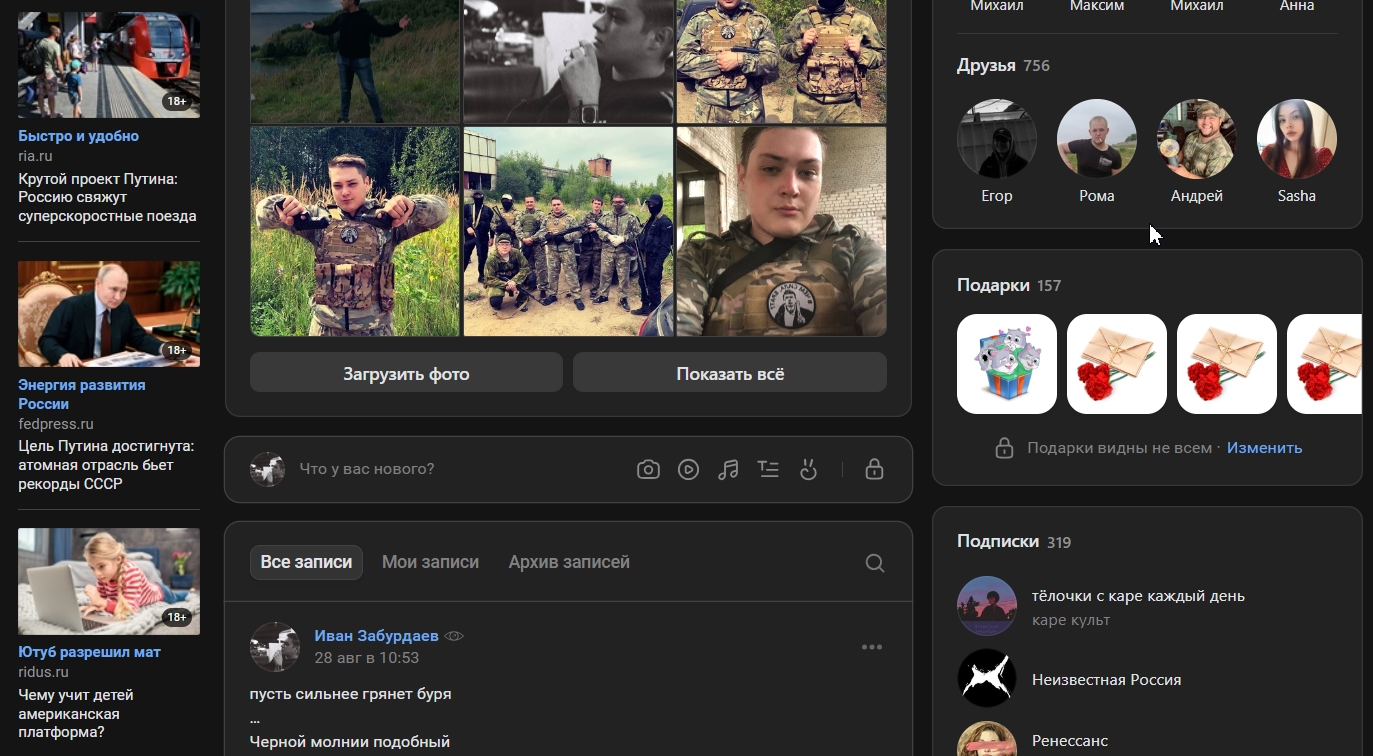 18+
Быстро и удобно
ria.ru
Крутой проект Путина:
Россию свяжут
суперскоростные поезда
18+
Энергия развития
России
fedpress.ru
Цель Путина достигнута:
атомная отрасль бьет
рекорды СССР
18+
Ютуб разрешил мат
ridus.ru
Чему учит детей
американская
платформа?
Загрузить фото
Показать всё
Что у вас нового?
Все записи
Мои записи
Архив записей
Иван Забурдаев
28 авг в 10:53
пусть сильнее грянет буря
...
Черной молнии подобный
Михаил
Максим
Михаил
Анна
Друзья 756
Егор
Рома
Андрей
Sasha
Подарки 157
Подарки видны не всем · Изменить
Подписки 319
тёлочки с каре каждый день
каре культ
Неизвестная Россия
Ренессанс